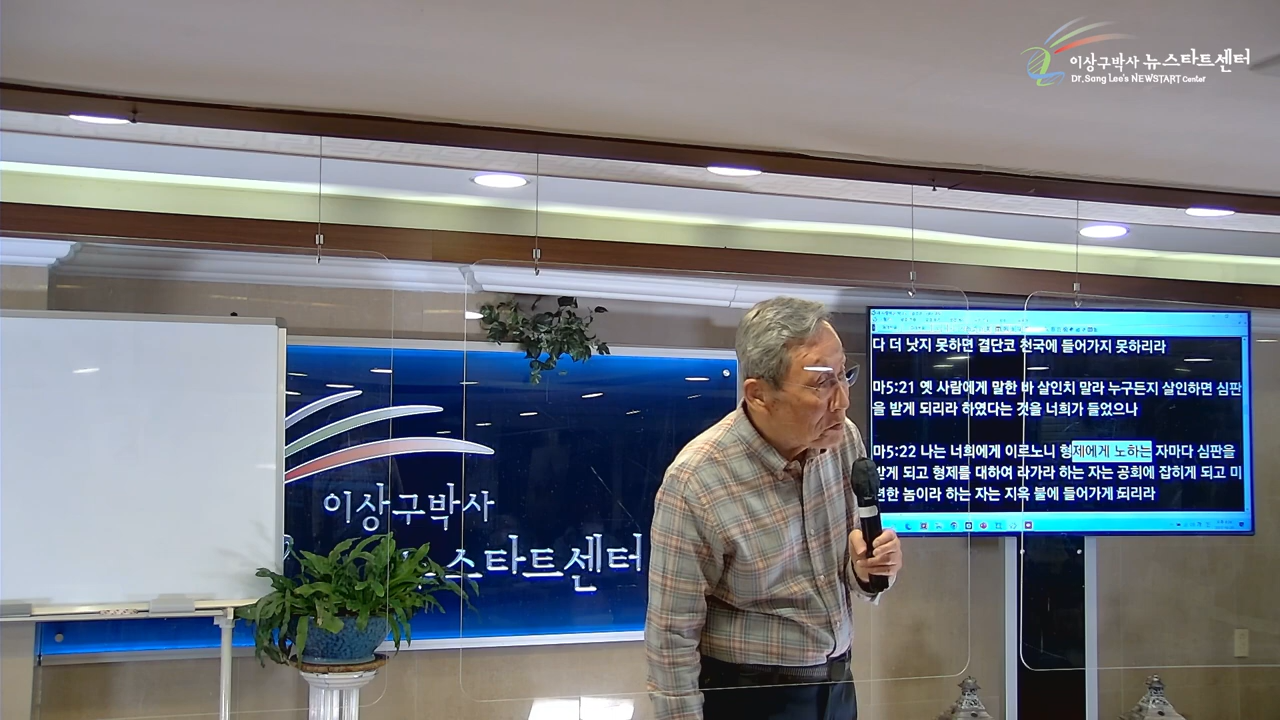 이상구박사 뉴스타트센터
Dr. Sang Lee's NEWSTART Center
다 더 낫지 못하면 결단코 천국에 들어가지 못하리라
마5:21 옛 사람에게 말한 바 살인치 말라 누구든지 살인하면 심판
을 받게 되리라 하였다는 것을 너희가 들었으나
마5:22 나는 너희에게 이르노니 형제에게 노하는 자마다 심판을
받게 되고 형제를 대하여 라가라 하는 자는 공회에 잡히게 되고 미
련한 놈이라 하는 자는 지옥 불에 들어가게 되리라
이상구박사
스타트센터